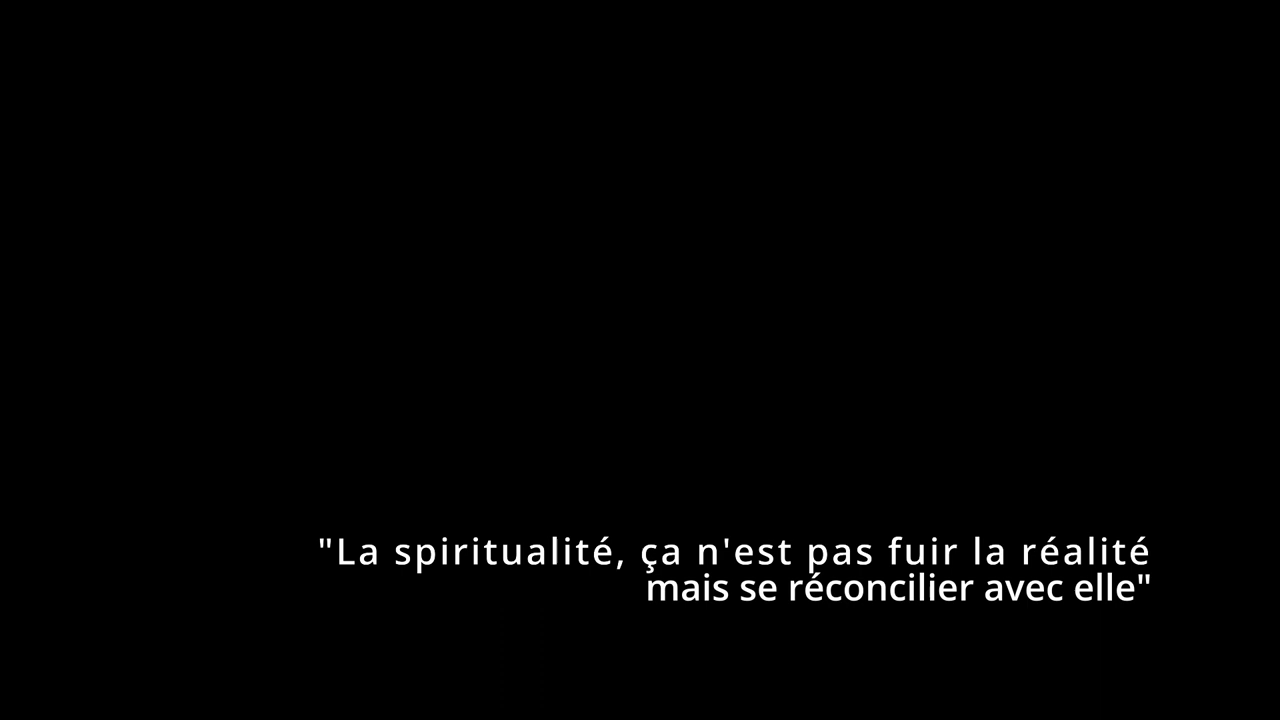 "La spiritualité, ça n'est pas fuir la réalité
mais se réconcilier avec elle"